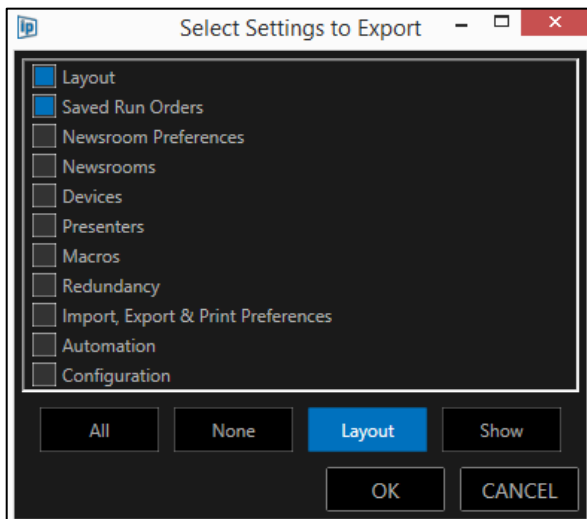 ip
Select Settings to Export
Layout
Saved Run Orders
Newsroom Preferences
Newsrooms
Devices
Presenters
Macros
Redundancy
Import, Export & Print Preferences
Automation
Configuration
All None Layout Show
OK CANCEL